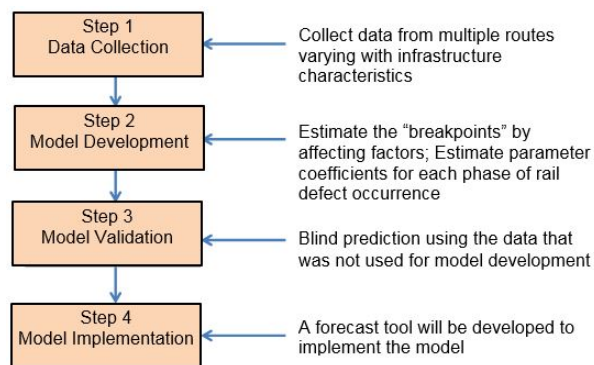 Step 1
Data Collection
Collect data from multiple routes
varying with infrastructure
characteristics
Step 2
Model Development
Estimate the “breakpoints” by
affecting factors; Estimate parameter
coefficients for each phase of rail
defect occurrence
Step 3
Model Validation
Blind prediction using the data that
was not used for model development
Step 4
Model Implementation
A forecast tool will be developed to
implement the model